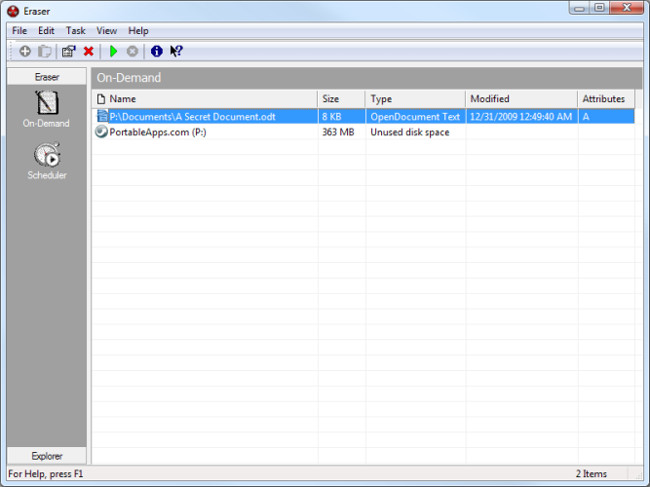 Eraser
File Edit Task View Help
Eraser
On-Demand
Scheduler
Explorer
On-Demand
Name Size Type Modified Attributes
P:\Documents\A Secret Document.odt 8 KB OpenDocument Text 12/31/2009 12:49:40 AM A
PortableApps.com (P:) 363 MB Unused disk space
For Help, press F1 2 Items